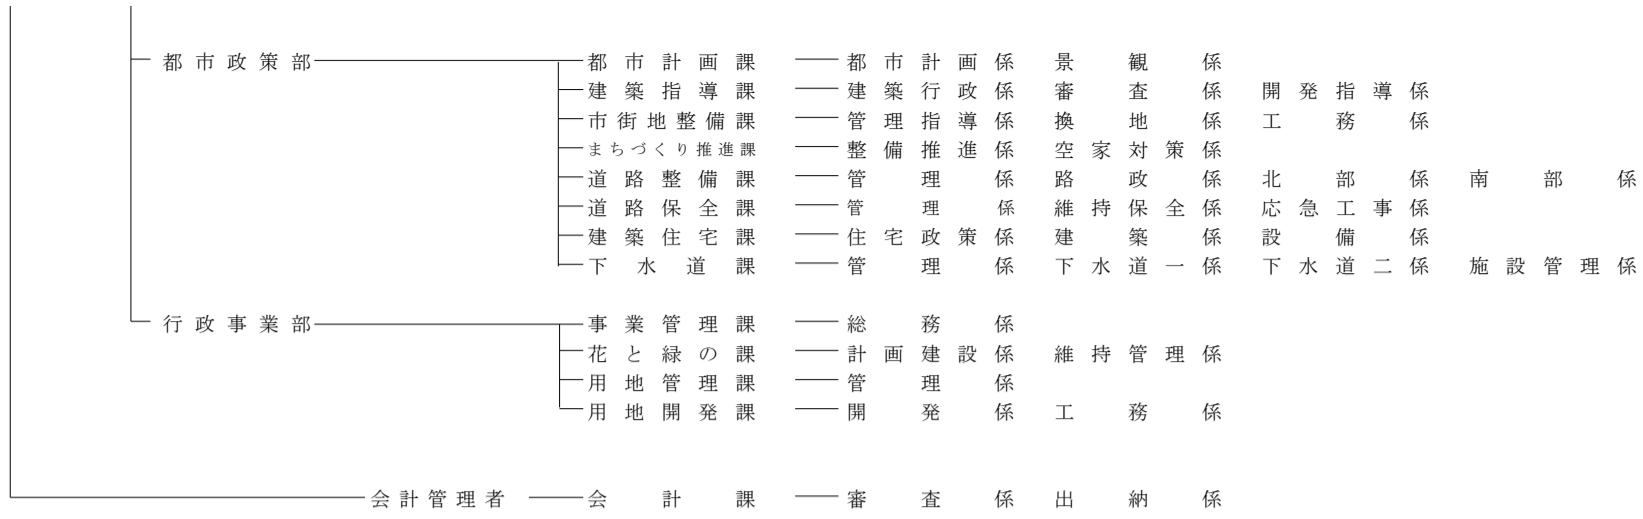 都市政策部 都市計画課 都市計画係 景観係
建築指導課 建築行政係 審査係 開発指導係
市街地整備課 管理指導係 換地係 工務係
まちづくり推進課 整備推進係 空家対策係
道路整備課 管理係 路政係 北部係 南部係
道路保全課 管理係 維持保全係 応急工事係
建築住宅課 住宅政策係 建築係 設備係
下水道課 管理係 下水道一係 下水道二係 施設管理係
行政事業部 事業管理課 総務係
花と緑の課 計画建設係 維持管理係
用地管理課 管理係
用地開発課 開発係 工務係
会計管理者 会計課 審査係 出納係